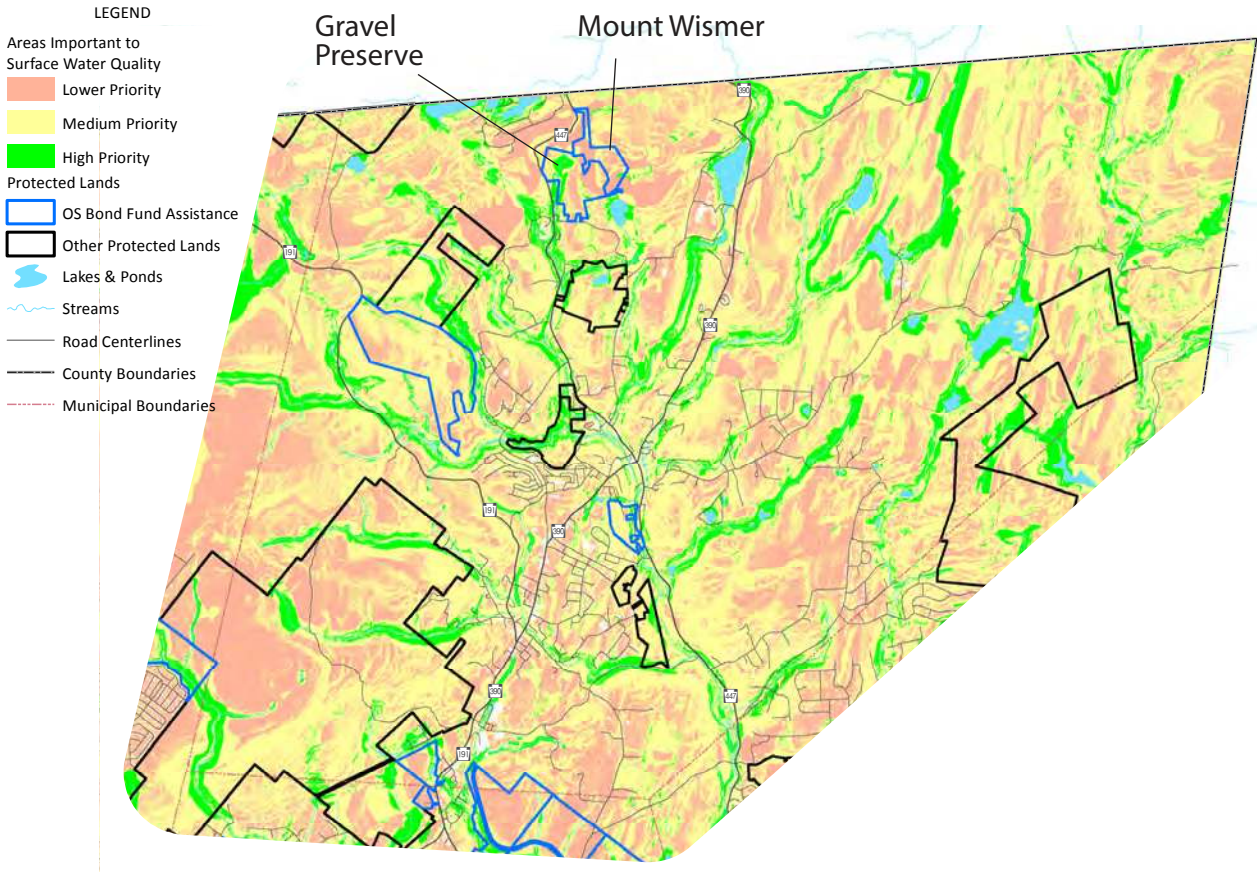 LEGEND
Areas Important to
Surface Water Quality
Lower Priority
Medium Priority
High Priority
Protected Lands
OS Bond Fund Assistance
Other Protected Lands
Lakes & Ponds
Streams
Road Centerlines
County Boundaries
Municipal Boundaries
Gravel
Preserve
Mount Wismer
390
447
191
390
191
390
390
447
191